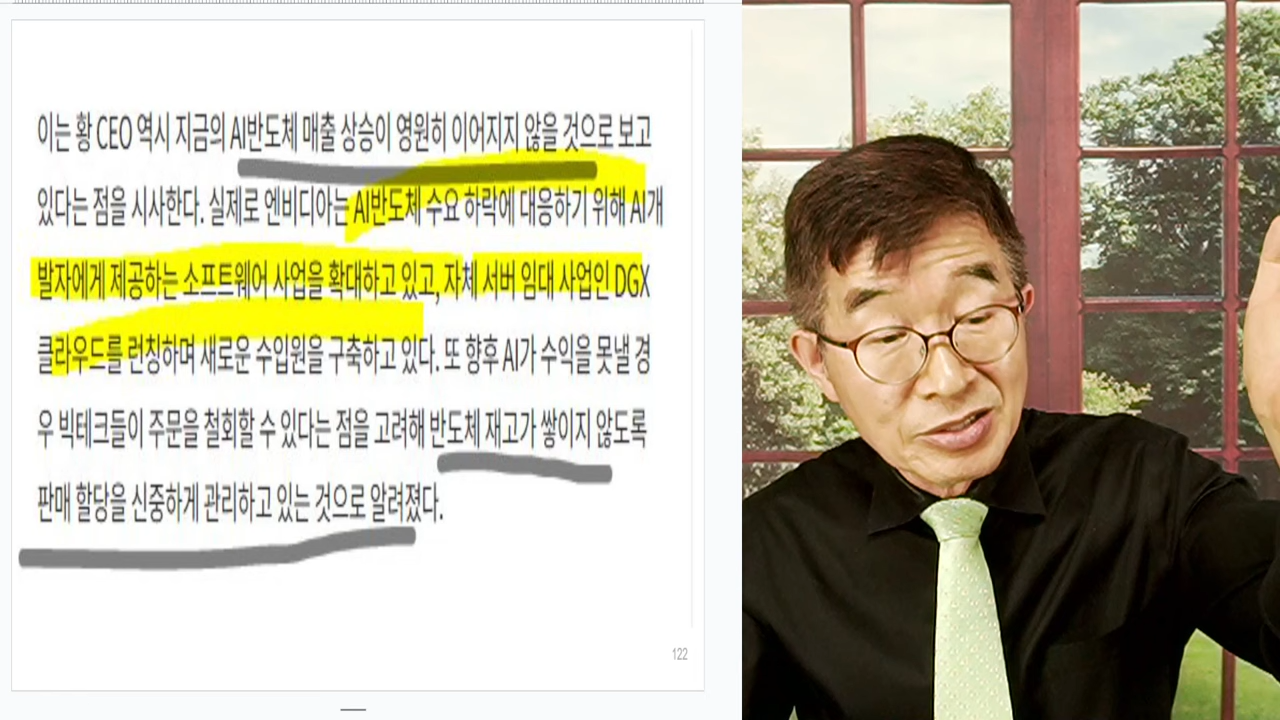 이는 황 CEO 역시 지금의 AI반도체 매출 상승이 영원히 이어지지 않을 것으로 보고
있다는 점을 시사한다. 실제로 엔비디아는 AI반도체 수요 하락에 대응하기 위해 AI개
발자에게 제공하는 소프트웨어 사업을 확대하고 있고, 자체 서버 임대 사업인 DGX
클라우드를 런칭하며 새로운 수입원을 구축하고 있다. 또 향후 AI가 수익을 못낼 경
우 빅테크들이 주문을 철회할 수 있다는 점을 고려해 반도체 재고가 쌓이지 않도록
판매 할당을 신중하게 관리하고 있는 것으로 알려졌다.
122